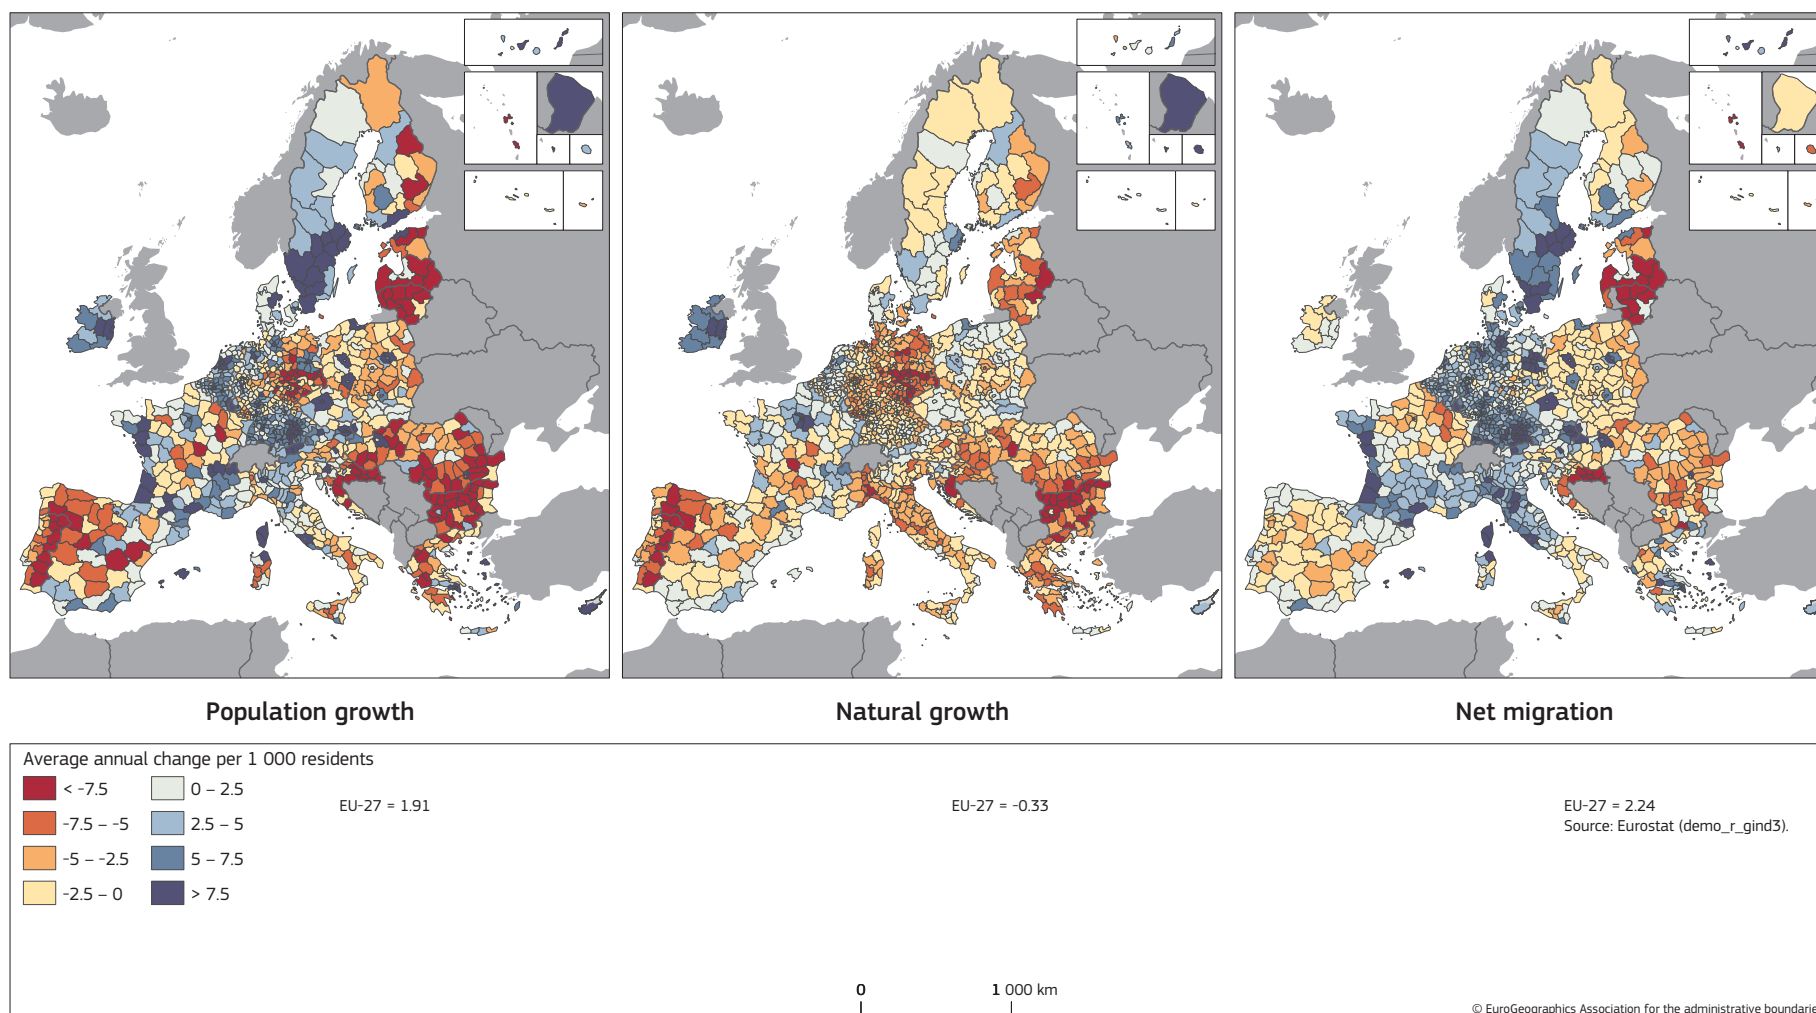 Population growth
Natural growth
Net migration
Average annual change per 1 000 residents
< -7.5
-7.5 – -5
-5 – -2.5
-2.5 – 0
0 – 2.5
2.5 – 5
5 – 7.5
> 7.5
EU-27 = 1.91
EU-27 = -0.33
EU-27 = 2.24
Source: Eurostat (demo_r_gind3).
0 1 000 km
© EuroGeographics Association for the administrative boundarie